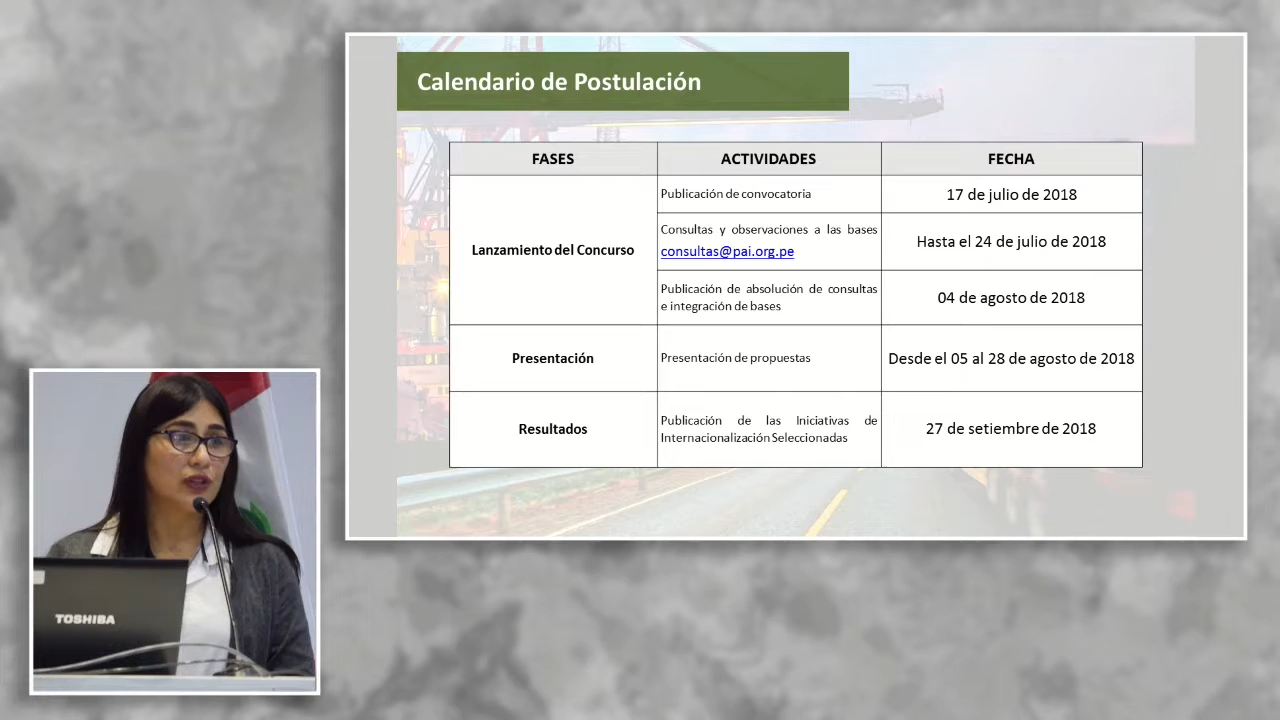 Calendario de Postulación
FASES ACTIVIDADES FECHA
Lanzamiento del Concurso
Publicación de convocatoria
17 de julio de 2018
Consultas y observaciones a las bases
consultas@pai.org.pe
Hasta el 24 de julio de 2018
Publicación de absolución de consultas
e integración de bases
04 de agosto de 2018
Presentación
Presentación de propuestas
Desde el 05 al 28 de agosto de 2018
Resultados
Publicación de las Iniciativas de
Internacionalización Seleccionadas
27 de setiembre de 2018
TOSHIBA